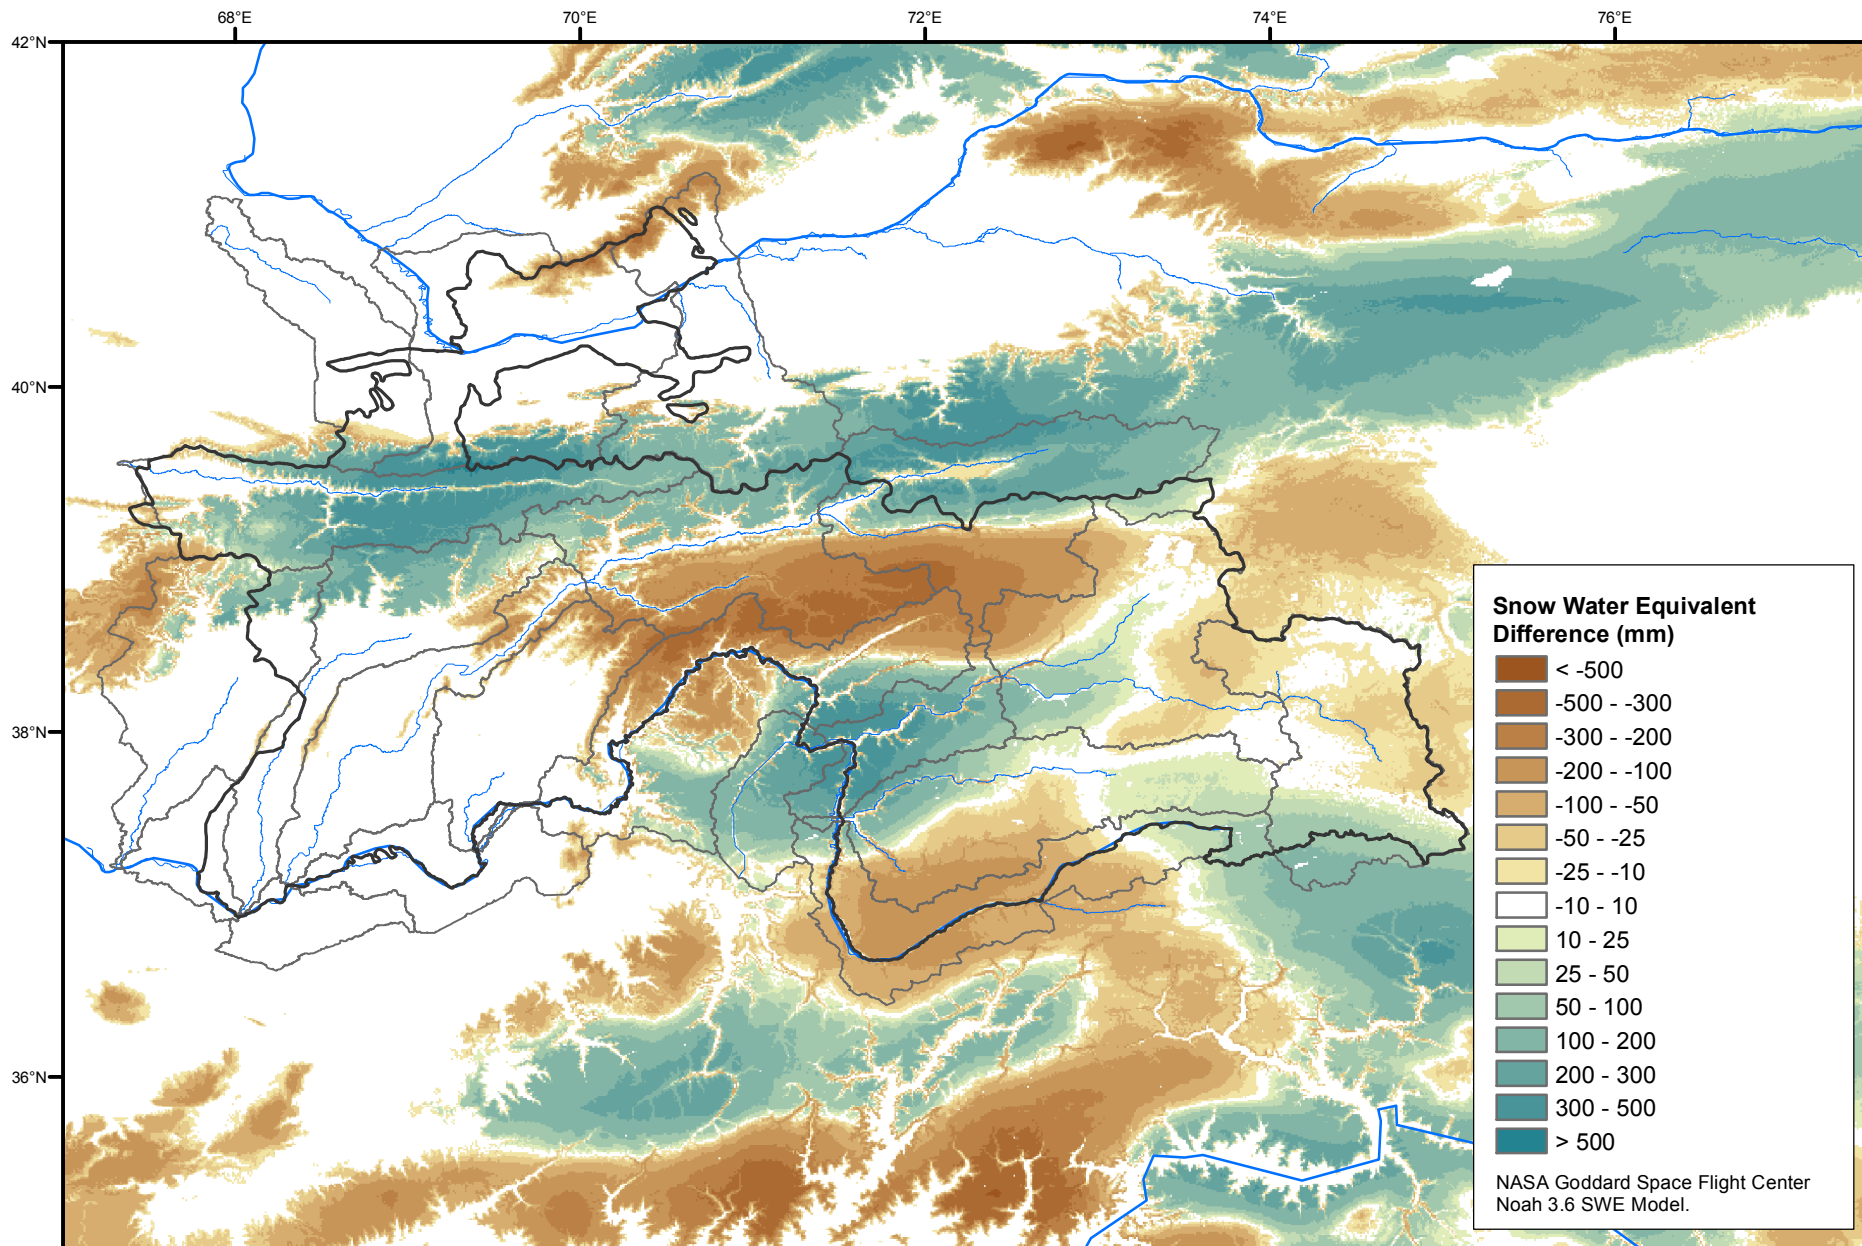 68°E
70°E
72°E
74°E
76°E
42°N
40°N
38°N
36°N
Snow Water Equivalent
Difference (mm)
< -500
-500 - -300
-300 - -200
-200 - -100
-100 - -50
-50 - -25
-25 - -10
-10 - 10
10 - 25
25 - 50
50 - 100
100 - 200
200 - 300
300 - 500
> 500
NASA Goddard Space Flight Center
Noah 3.6 SWE Model.